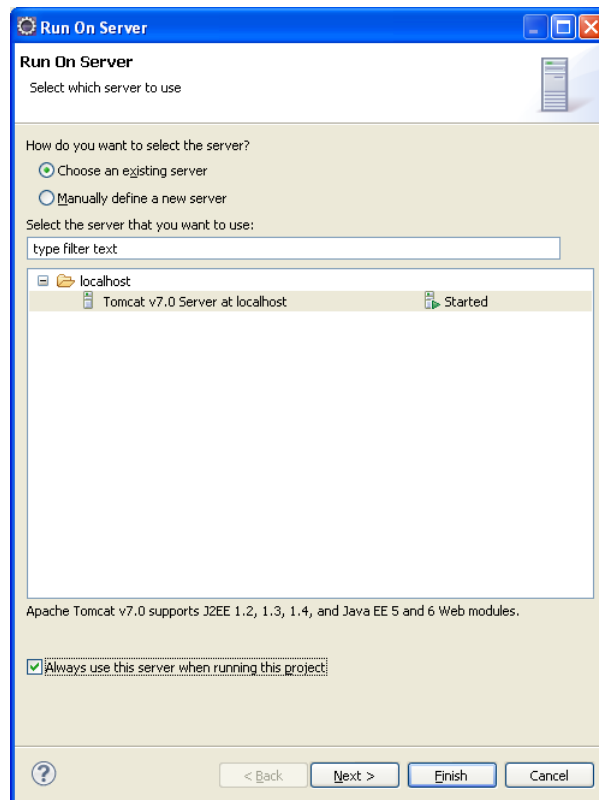 Run On Server
Run On Server
Select which server to use
How do you want to select the server?
Choose an existing server
Manually define a new server
Select the server that you want to use:
type filter text
localhost
Tomcat v7.0 Server at localhost Started
Apache Tomcat v7.0 supports J2EE 1.2, 1.3, 1.4, and Java EE 5 and 6 Web modules.
Always use this server when running this project
? < Back Next > Finish Cancel